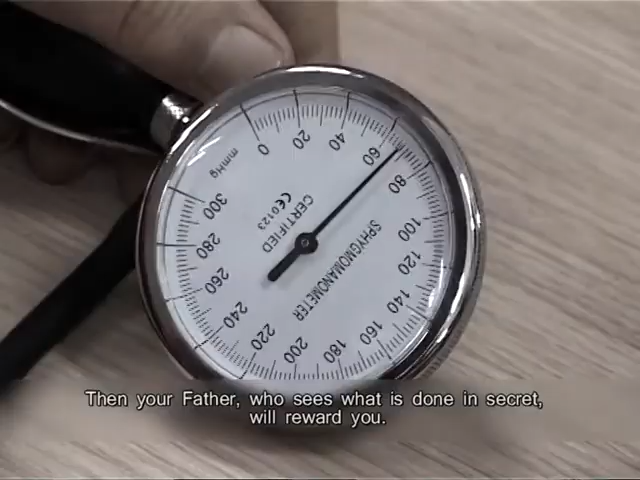 mmHg
0
20
40
60
80
100
120
140
160
180
200
220
240
260
280
300
CE0123
CERTIFIED
SPHYGMOMANOMETER
Then your Father, who sees what is done in secret,
will reward you.